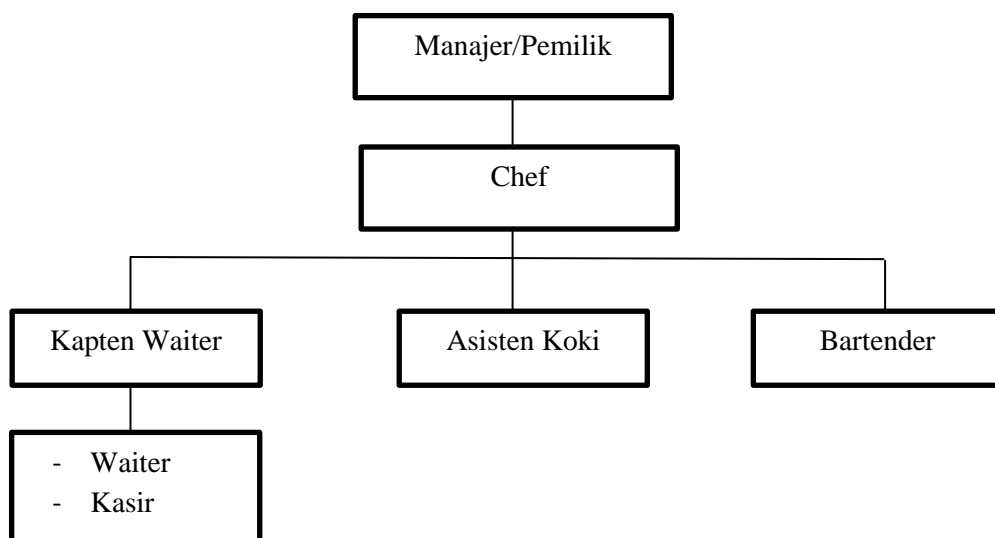 Manajer/Pemilik
Chef
Kapten Waiter
Asisten Koki
Bartender
- Waiter
- Kasir